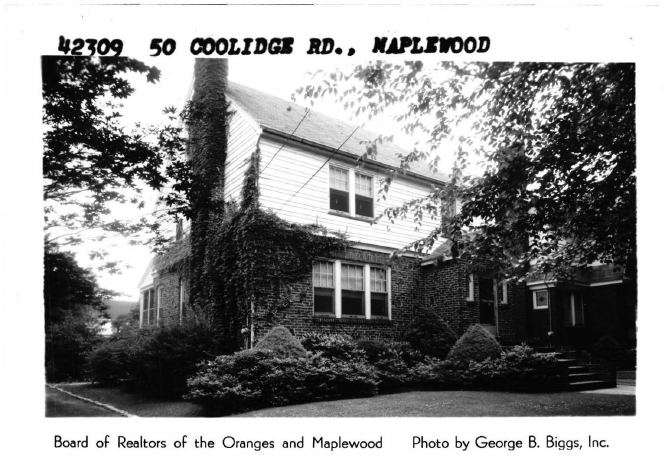 42309 50 COOLIDGE RD., MAPLEWOOD
Board of Realtors of the Oranges and Maplewood Photo by George B. Biggs, Inc.